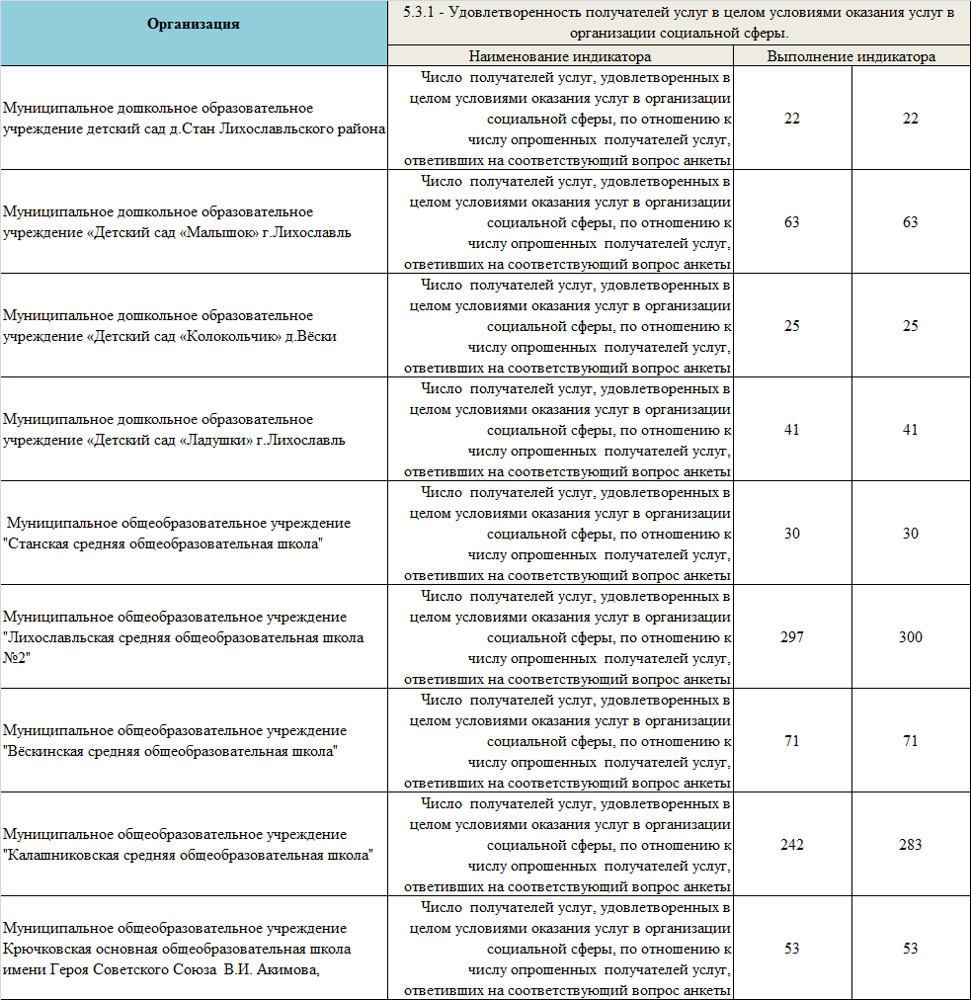 Организация
5.3.1 - Удовлетворенность получателей услуг в целом условиями оказания услуг в
организации социальной сферы.
Наименование индикатора
Выполнение индикатора
Муниципальное дошкольное образовательное
учреждение детский сад д.Стан Лихославльского района
Число получателей услуг, удовлетворенных в
целом условиями оказания услуг в организации
социальной сферы, по отношению к
числу опрошенных получателей услуг,
ответивших на соответствующий вопрос анкеты
22
22
Муниципальное дошкольное образовательное
учреждение «Детский сад «Малышок» г.Лихославль
Число получателей услуг, удовлетворенных в
целом условиями оказания услуг в организации
социальной сферы, по отношению к
числу опрошенных получателей услуг,
ответивших на соответствующий вопрос анкеты
63
63
Муниципальное дошкольное образовательное
учреждение «Детский сад «Колокольчик» д.Вёски
Число получателей услуг, удовлетворенных в
целом условиями оказания услуг в организации
социальной сферы, по отношению к
числу опрошенных получателей услуг,
ответивших на соответствующий вопрос анкеты
25
25
Муниципальное дошкольное образовательное
учреждение «Детский сад «Ладушки» г.Лихославль
Число получателей услуг, удовлетворенных в
целом условиями оказания услуг в организации
социальной сферы, по отношению к
числу опрошенных получателей услуг,
ответивших на соответствующий вопрос анкеты
41
41
Муниципальное общеобразовательное учреждение
"Станская средняя общеобразовательная школа"
Число получателей услуг, удовлетворенных в
целом условиями оказания услуг в организации
социальной сферы, по отношению к
числу опрошенных получателей услуг,
ответивших на соответствующий вопрос анкеты
30
30
Муниципальное общеобразовательное учреждение
"Лихославльская средняя общеобразовательная школа
№2"
Число получателей услуг, удовлетворенных в
целом условиями оказания услуг в организации
социальной сферы, по отношению к
числу опрошенных получателей услуг,
ответивших на соответствующий вопрос анкеты
297
300
Муниципальное общеобразовательное учреждение
"Вёскинская средняя общеобразовательная школа"
Число получателей услуг, удовлетворенных в
целом условиями оказания услуг в организации
социальной сферы, по отношению к
числу опрошенных получателей услуг,
ответивших на соответствующий вопрос анкеты
71
71
Муниципальное общеобразовательное учреждение
"Калашниковская средняя общеобразовательная школа"
Число получателей услуг, удовлетворенных в
целом условиями оказания услуг в организации
социальной сферы, по отношению к
числу опрошенных получателей услуг,
ответивших на соответствующий вопрос анкеты
242
283
Муниципальное общеобразовательное учреждение
Крючковская основная общеобразовательная школа
имени Героя Советского Союза В.И. Акимова,
Число получателей услуг, удовлетворенных в
целом условиями оказания услуг в организации
социальной сферы, по отношению к
числу опрошенных получателей услуг,
ответивших на соответствующий вопрос анкеты
53
53